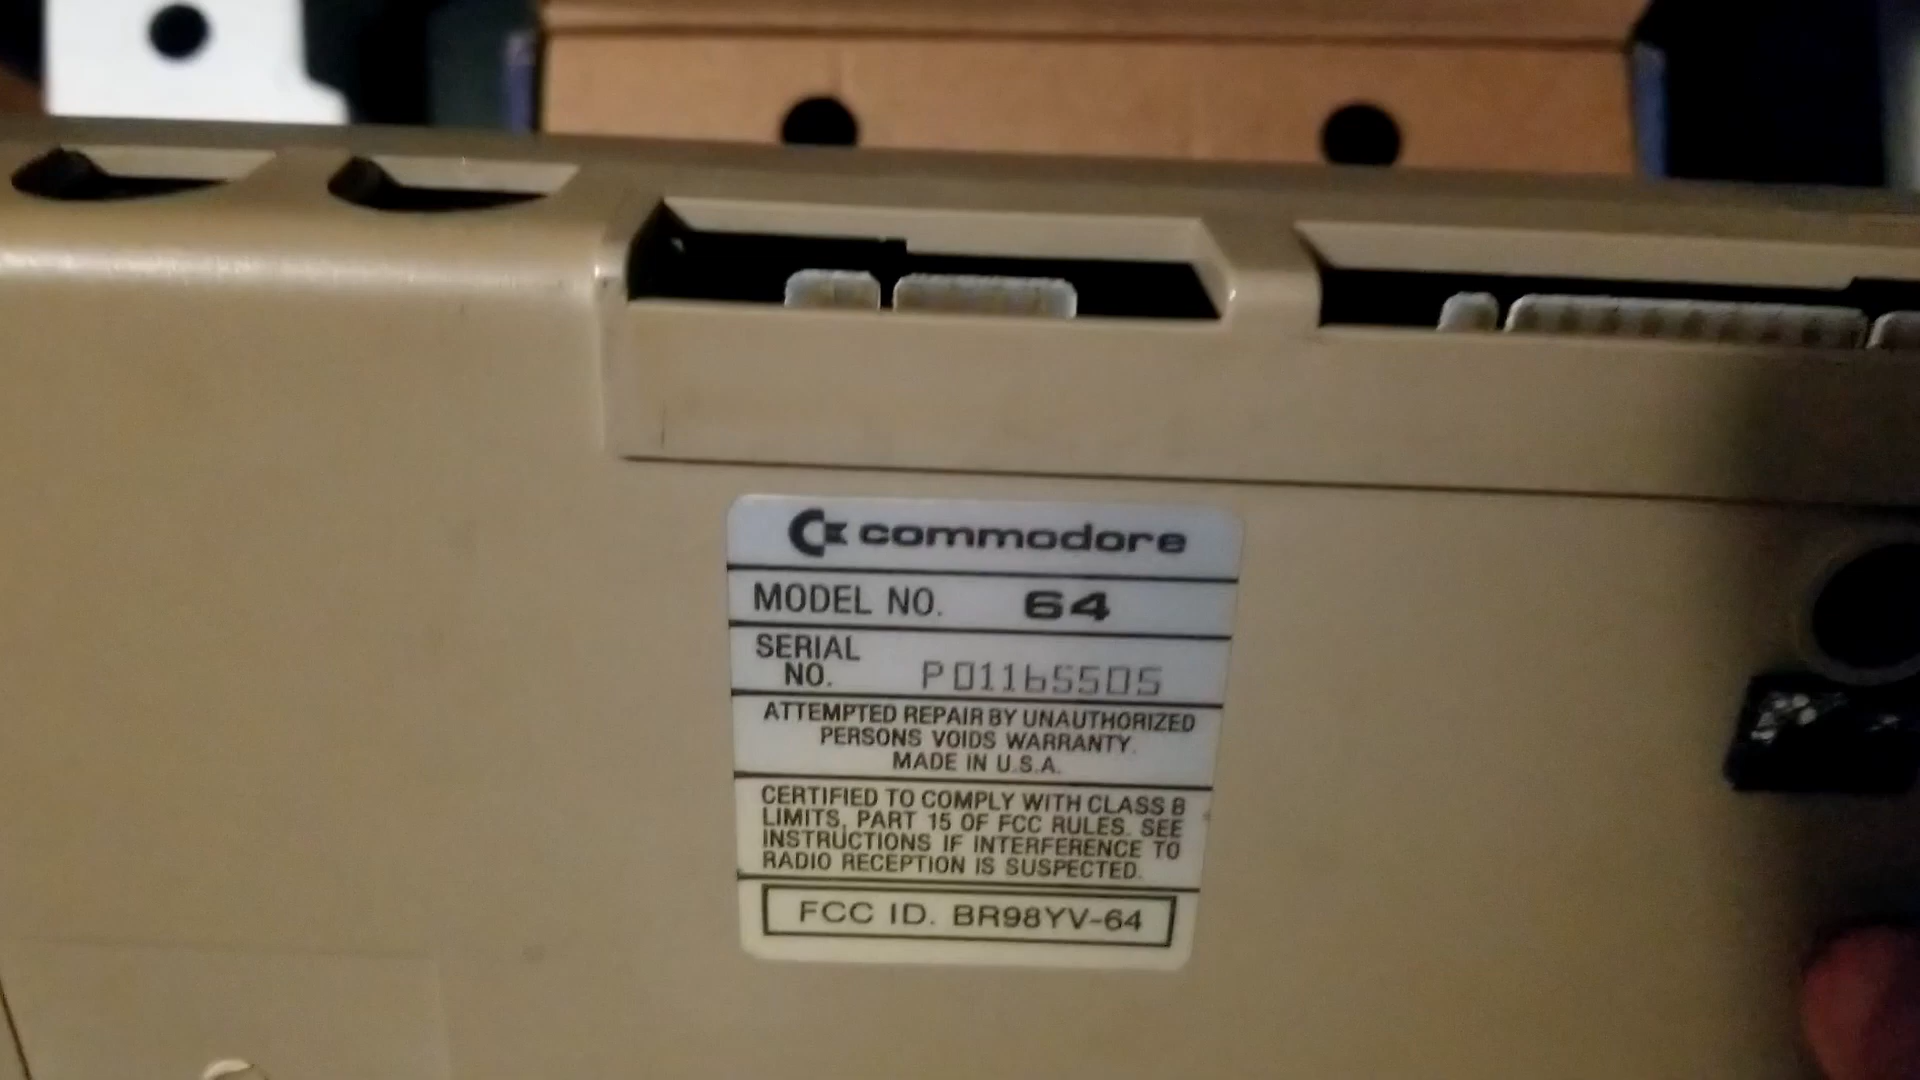 commodore
MODEL NO. 64
SERIAL NO. P01165505
ATTEMPTED REPAIR BY UNAUTHORIZED
PERSONS VOIDS WARRANTY.
MADE IN U.S.A.
CERTIFIED TO COMPLY WITH CLASS B
LIMITS, PART 15 OF FCC RULES. SEE
INSTRUCTIONS IF INTERFERENCE TO
RADIO RECEPTION IS SUSPECTED.
FCC ID. BR98YV-64